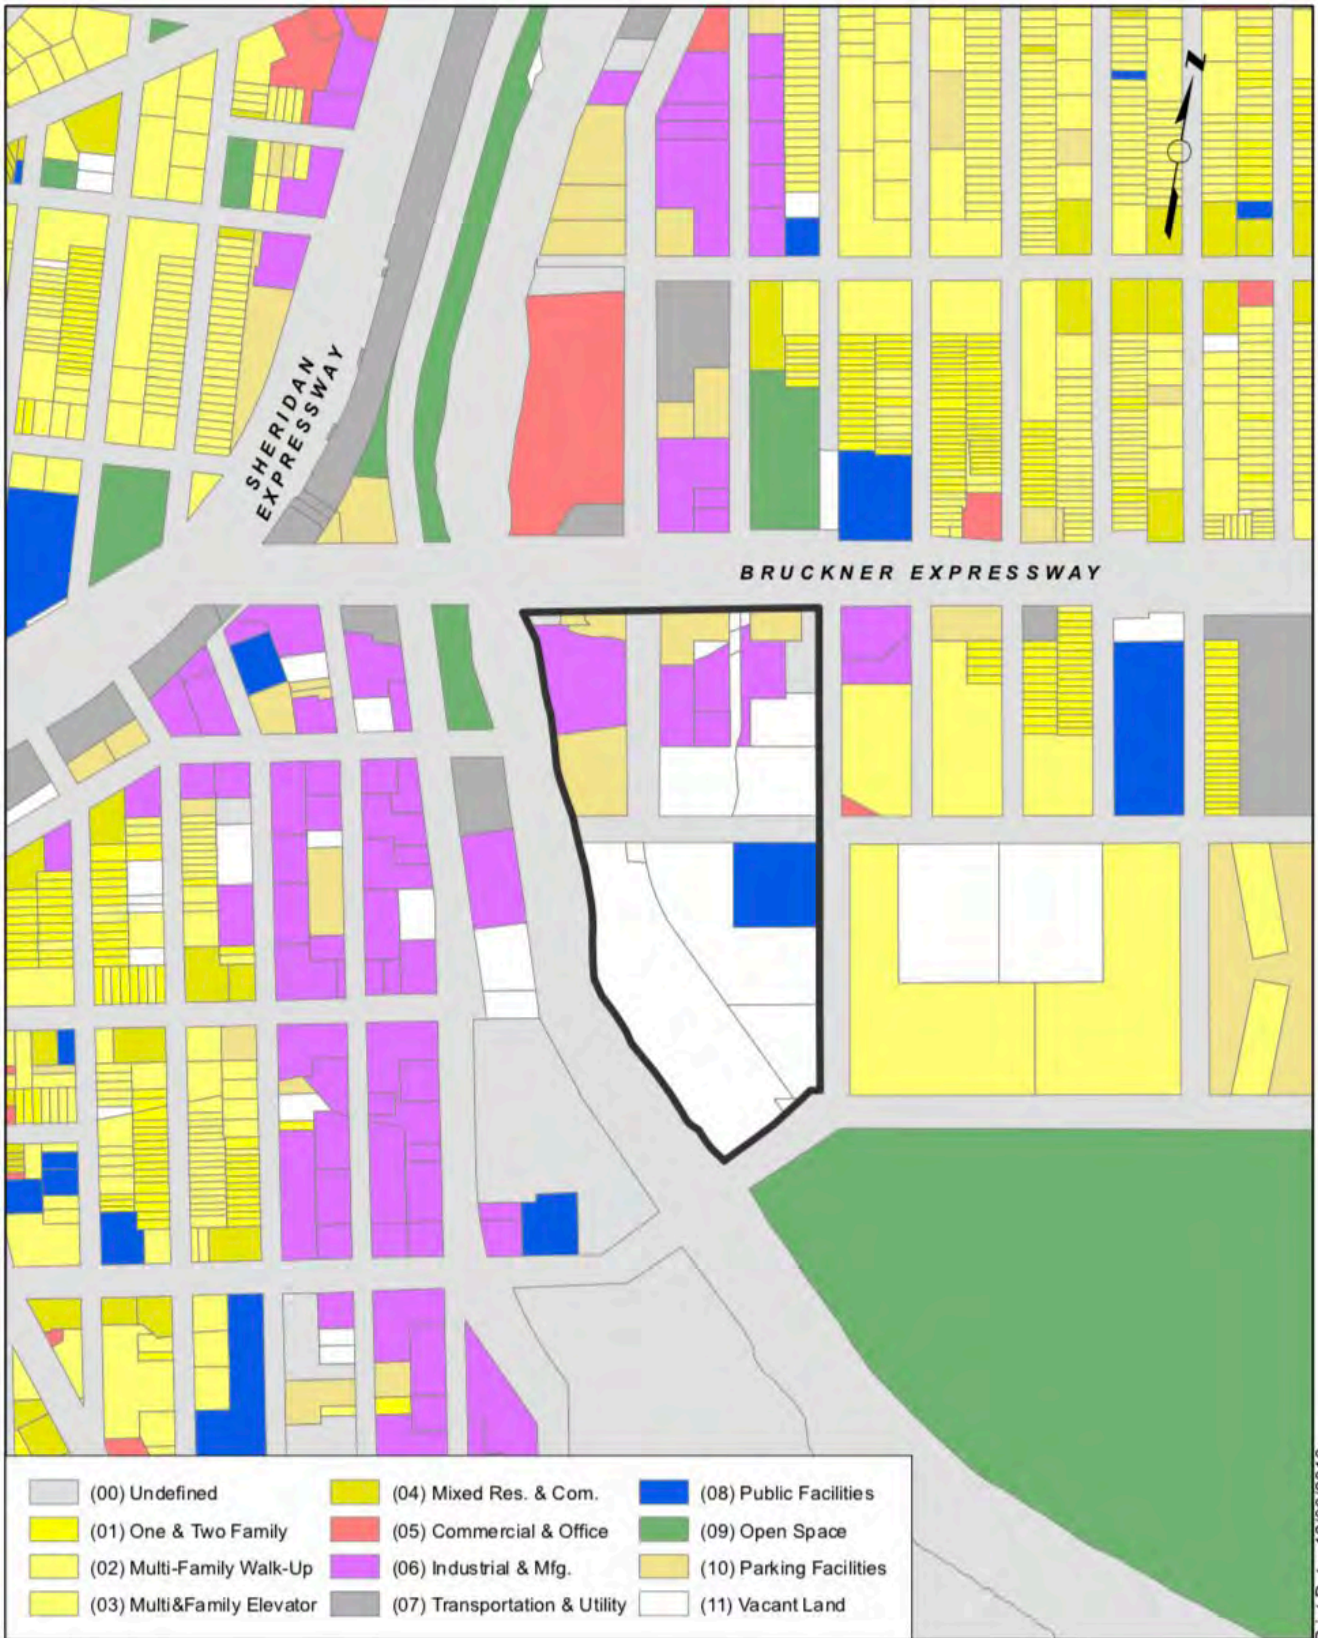 Z
SHERIDAN
EXPRESSWAY
BRUCKNER EXPRESSWAY
(00) Undefined
(01) One & Two Family
(02) Multi-Family Walk-Up
(03) Multi&Family Elevator
(04) Mixed Res. & Com.
(05) Commercial & Office
(06) Industrial & Mfg.
(07) Transportation & Utility
(08) Public Facilities
(09) Open Space
(10) Parking Facilities
(11) Vacant Land